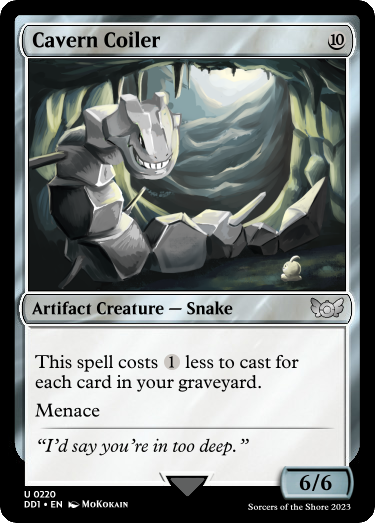 Cavern Coiler 10
Artifact Creature — Snake
This spell costs 1 less to cast for
each card in your graveyard.
Menace
“I’d say you’re in too deep.”
6/6
U 0220
DD1 • EN MoKokain
Sorcers of the Shore 2023